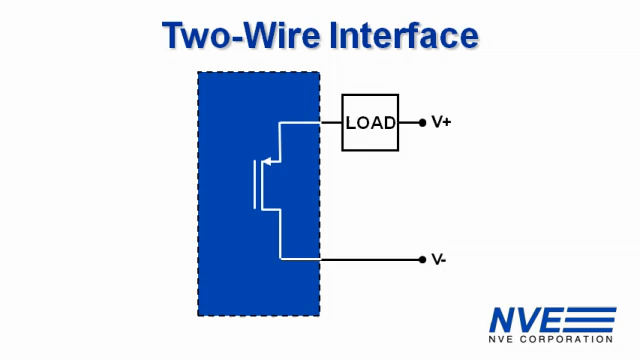 Two-Wire Interface
LOAD
V+
V-
NVE
NVE CORPORATION